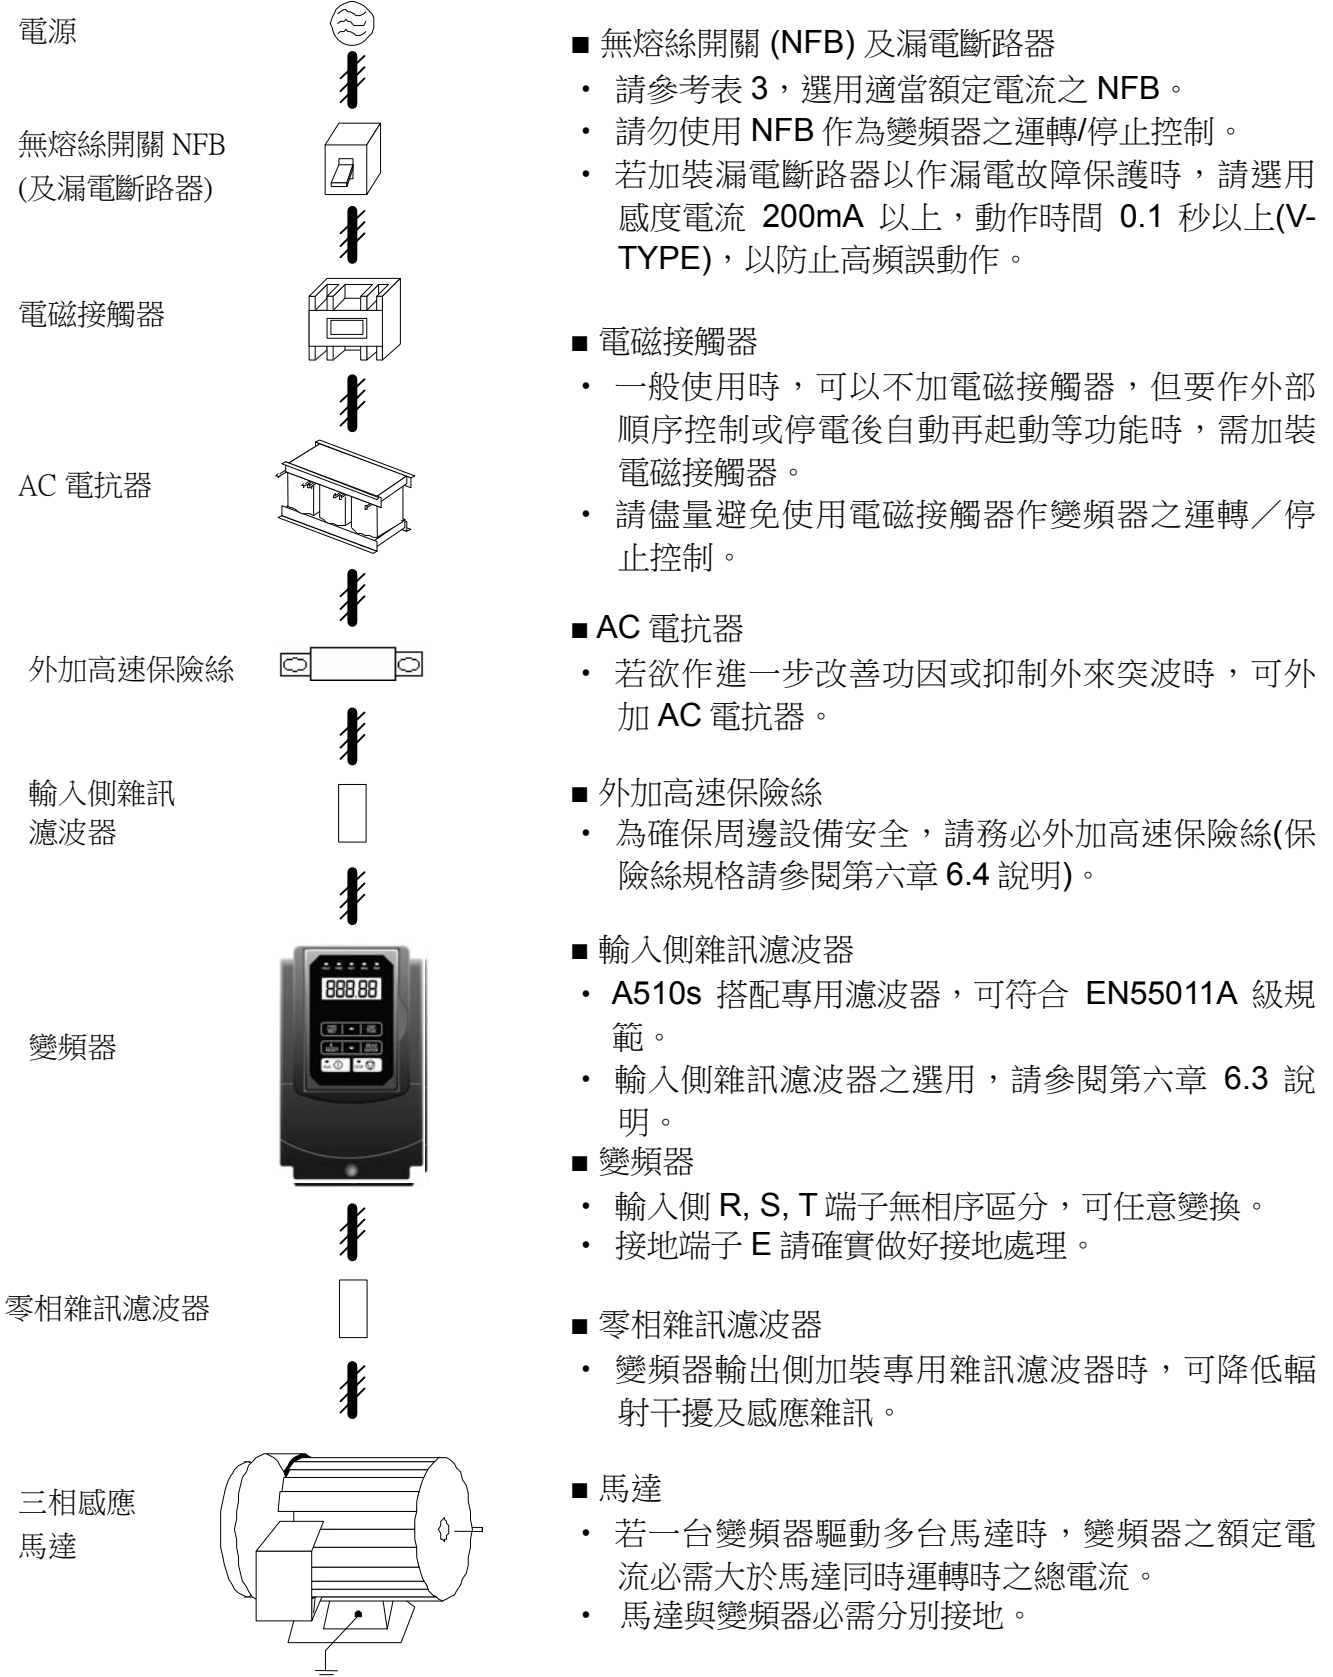 電源
無熔絲開關 NFB
(及漏電斷路器)
電磁接觸器
AC 電抗器
外加高速保險絲
輸入側雜訊
濾波器
變頻器
888.88
零相雜訊濾波器
三相感應
馬達
■ 無熔絲開關 (NFB) 及漏電斷路器
‧ 請參考表 3，選用適當額定電流之 NFB。
‧ 請勿使用 NFB 作為變頻器之運轉/停止控制。
‧ 若加裝漏電斷路器以作漏電故障保護時，請選用
感度電流 200mA 以上，動作時間 0.1 秒以上(V-
TYPE)，以防止高頻誤動作。
■ 電磁接觸器
‧ 一般使用時，可以不加電磁接觸器，但要作外部
順序控制或停電後自動再起動等功能時，需加裝
電磁接觸器。
‧ 請儘量避免使用電磁接觸器作變頻器之運轉／停
止控制。
■ AC 電抗器
‧ 若欲作進一步改善功因或抑制外來突波時，可外
加 AC 電抗器。
■ 外加高速保險絲
‧ 為確保周邊設備安全，請務必外加高速保險絲(保
險絲規格請參閱第六章 6.4 說明)。
■ 輸入側雜訊濾波器
‧ A510s 搭配專用濾波器，可符合 EN55011A 級規
範。
‧ 輸入側雜訊濾波器之選用，請參閱第六章 6.3 說
明。
■ 變頻器
‧ 輸入側 R, S, T 端子無相序區分，可任意變換。
‧ 接地端子 E 請確實做好接地處理。
■ 零相雜訊濾波器
‧ 變頻器輸出側加裝專用雜訊濾波器時，可降低輻
射干擾及感應雜訊。
■ 馬達
‧ 若一台變頻器驅動多台馬達時，變頻器之額定電
流必需大於馬達同時運轉時之總電流。
‧ 馬達與變頻器必需分別接地。